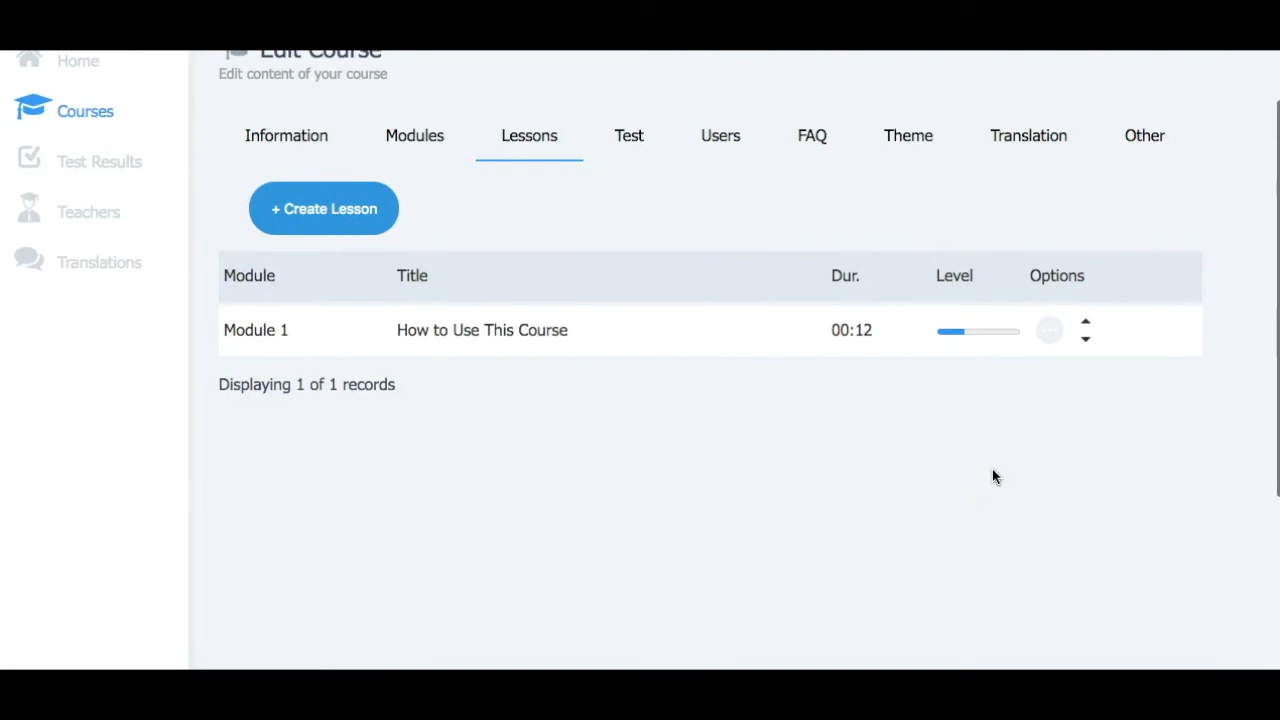 Edit Course
Edit content of your course
Home
Courses
Test Results
Teachers
Translations
Information Modules Lessons Test Users FAQ Theme Translation Other
+ Create Lesson
Module Title Dur. Level Options
Module 1 How to Use This Course 00:12
Displaying 1 of 1 records